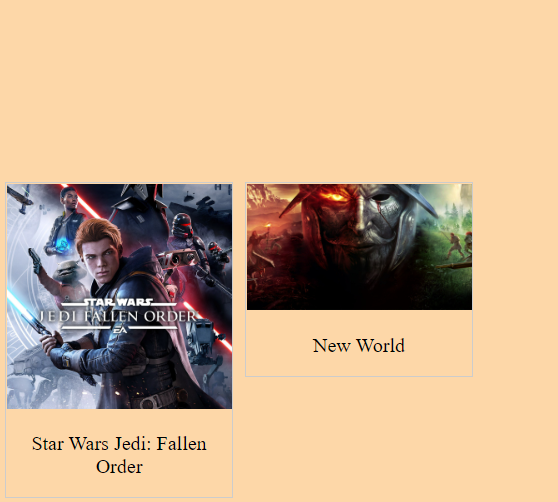 STAR WARS
JEDI FALLEN ORDER
EA
New World
Star Wars Jedi: Fallen
Order